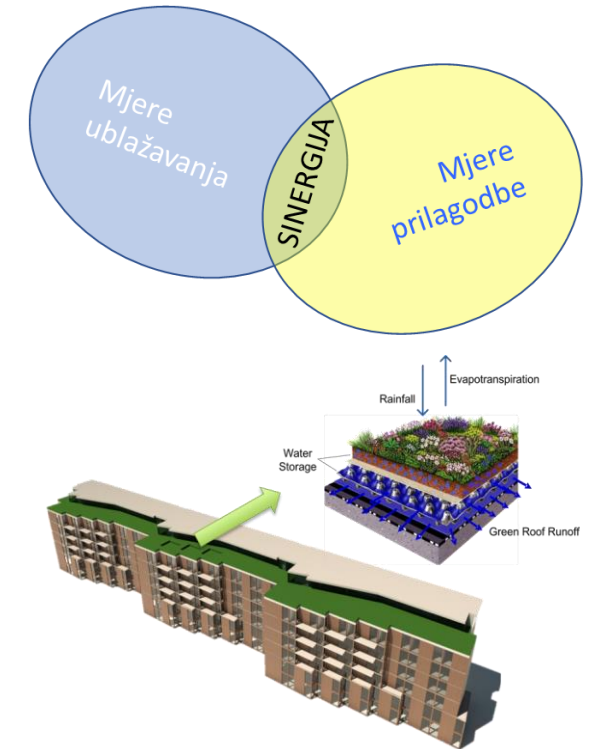 Mjere
ublažavanja
SINERGIJA
Mjere
prilagodbe
Evapotranspiration
Rainfall
Water
Storage
Green Roof Runoff